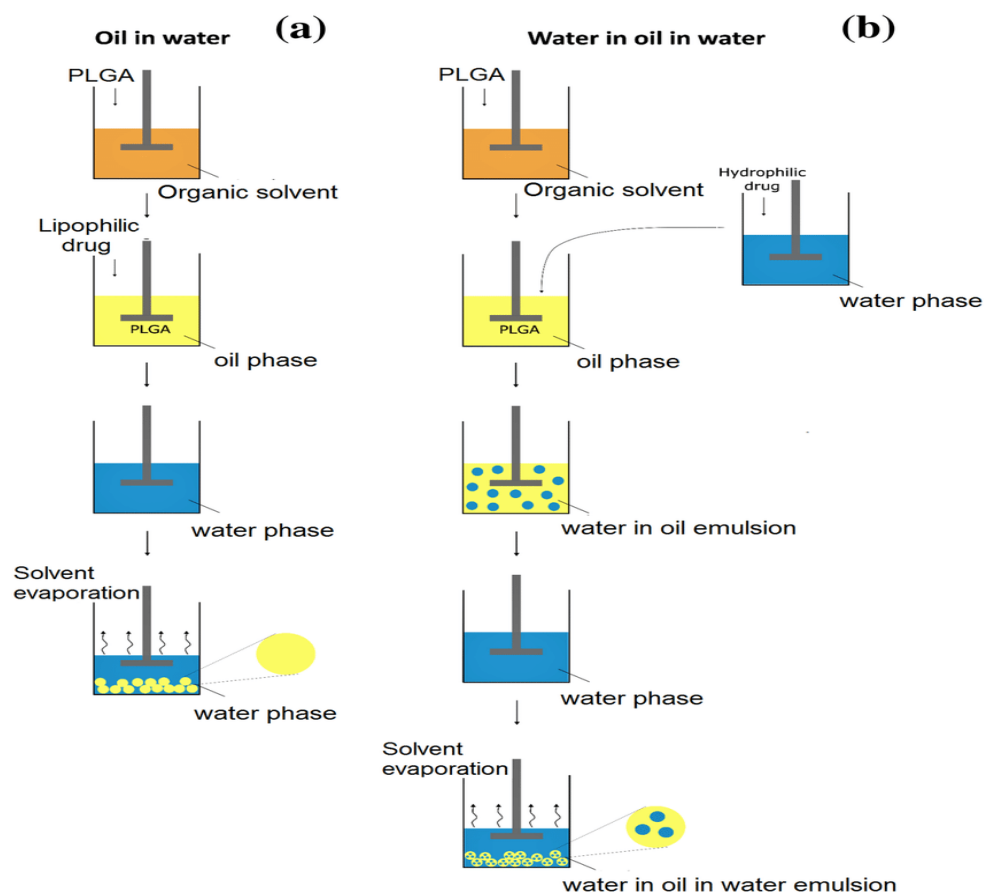 Oil in water
(a)
PLGA
Organic solvent
Lipophilic
drug
PLGA
oil phase
water phase
Solvent
evaporation
water phase
Water in oil in water
(b)
PLGA
Organic solvent
Hydrophilic
drug
water phase
PLGA
oil phase
water in oil emulsion
water phase
Solvent
evaporation
water in oil in water emulsion